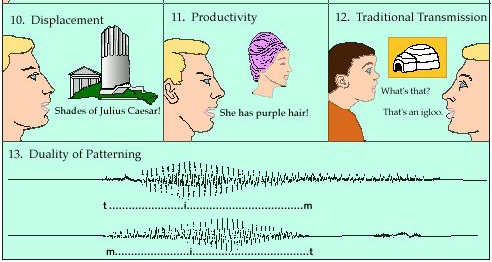 10. Displacement
Shades of Julius Caesar!
11. Productivity
She has purple hair!
12. Traditional Transmission
What's that?
That's an igloo.
13. Duality of Patterning
t.......................i...................................m
m.......................i...................................t